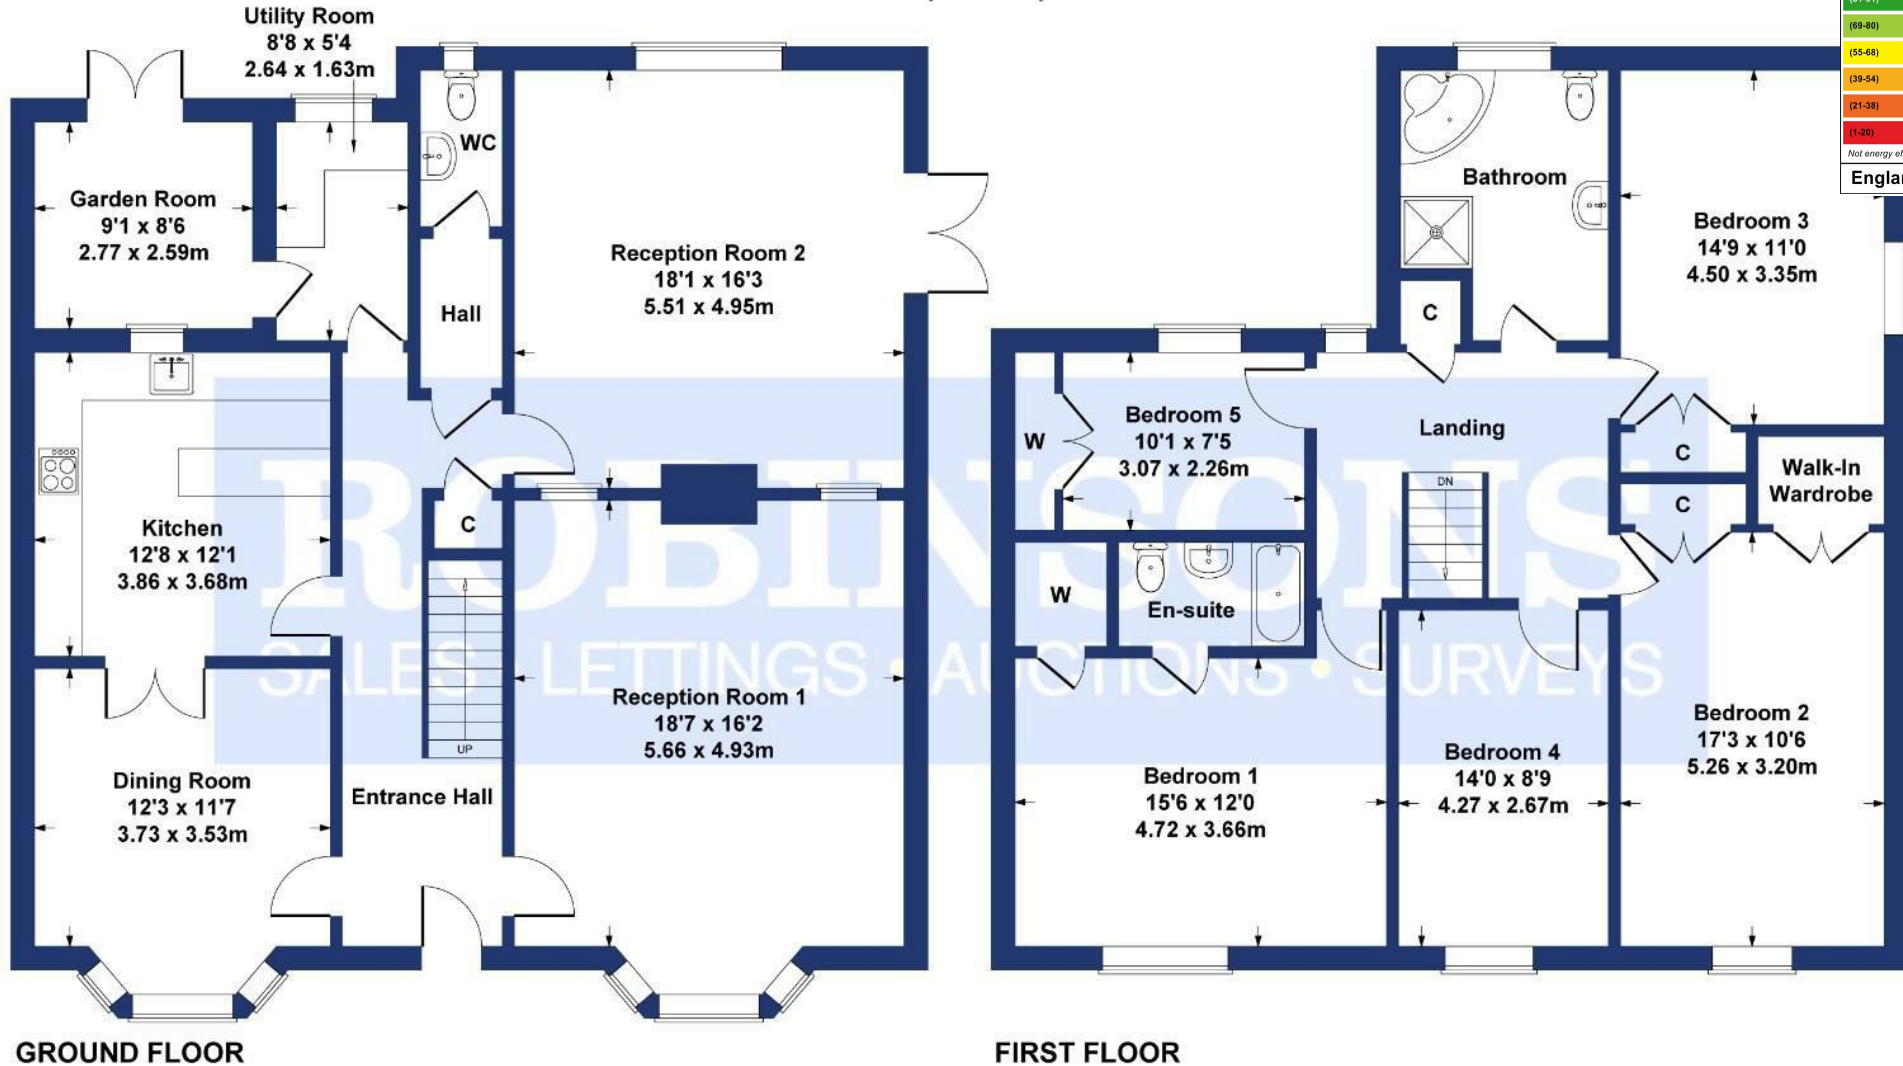 Utility Room
8'8 x 5'4
2.64 x 1.63m
WC
Garden Room
9'1 x 8'6
2.77 x 2.59m
Hall
Reception Room 2
18'1 x 16'3
5.51 x 4.95m
Kitchen
12'8 x 12'1
3.86 x 3.68m
C
UP
Reception Room 1
18'7 x 16'2
5.66 x 4.93m
Dining Room
12'3 x 11'7
3.73 x 3.53m
Entrance Hall
GROUND FLOOR
Bathroom
Bedroom 3
14'9 x 11'0
4.50 x 3.35m
C
W
Bedroom 5
10'1 x 7'5
3.07 x 2.26m
Landing
DN
C
C
Walk-In
Wardrobe
W
En-suite
Bedroom 1
15'6 x 12'0
4.72 x 3.66m
Bedroom 4
14'0 x 8'9
4.27 x 2.67m
Bedroom 2
17'3 x 10'6
5.26 x 3.20m
FIRST FLOOR
ROBINSONS
SALES • LETTINGS • AUCTIONS • SURVEYS
(69-80)
(55-68)
(39-54)
(21-38)
(1-20)
Not energy